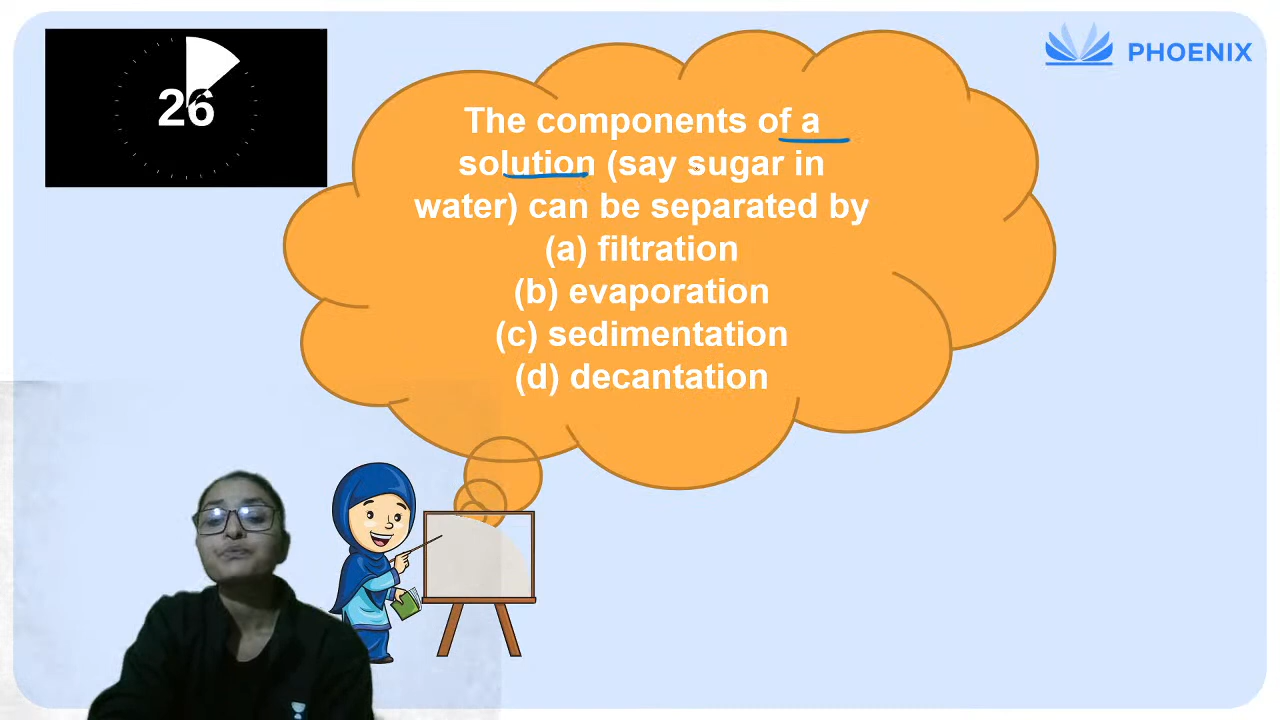 26
PHOENIX
The components of a
solution (say sugar in
water) can be separated by
(a) filtration
(b) evaporation
(c) sedimentation
(d) decantation